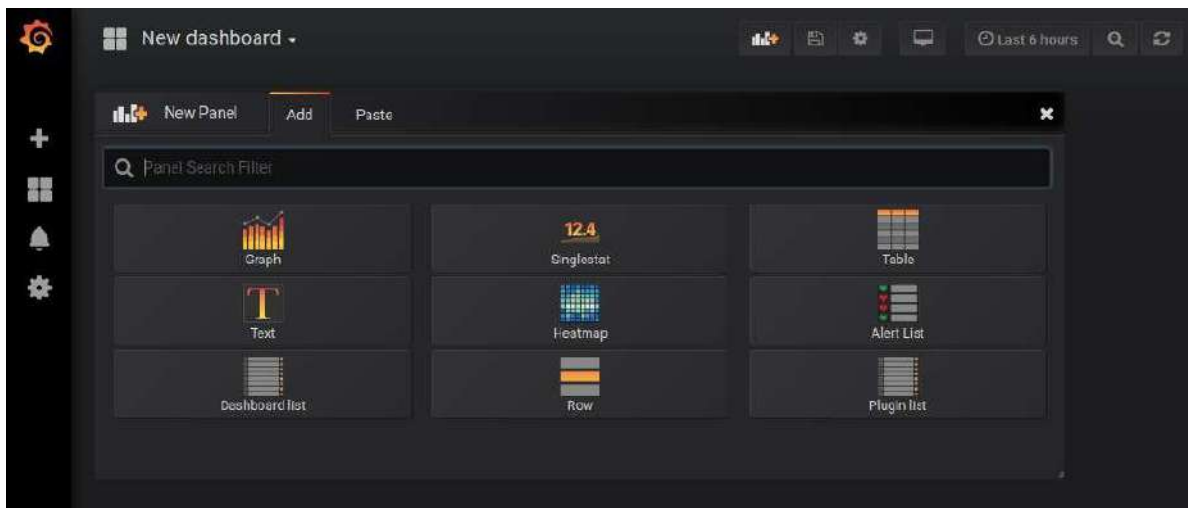 New dashboard
Last 6 hours
New Panel Add Paste
Panel Search Filter
12.4
Graph Singlestat Table
Text Heatmap Alert List
Dashboard list Row Plugin list